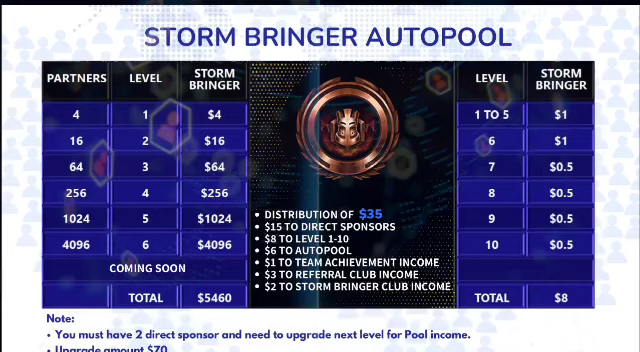 STORM BRINGER AUTOPOOL
PARTNERS LEVEL STORM BRINGER
4 1 $4
16 2 $16
64 3 $64
256 4 $256
1024 5 $1024
4096 6 $4096
COMING SOON
TOTAL $5460
• DISTRIBUTION OF $35
• $15 TO DIRECT SPONSORS
• $8 TO LEVEL 1-10
• $6 TO AUTOPOOL
• $1 TO TEAM ACHIEVEMENT INCOME
• $3 TO REFERRAL CLUB INCOME
• $2 TO STORM BRINGER CLUB INCOME
LEVEL STORM BRINGER
1 TO 5 $1
6 $1
7 $0.5
8 $0.5
9 $0.5
10 $0.5
TOTAL $8
Note:
• You must have 2 direct sponsor and need to upgrade next level for Pool income.
• Upgrade amount $70